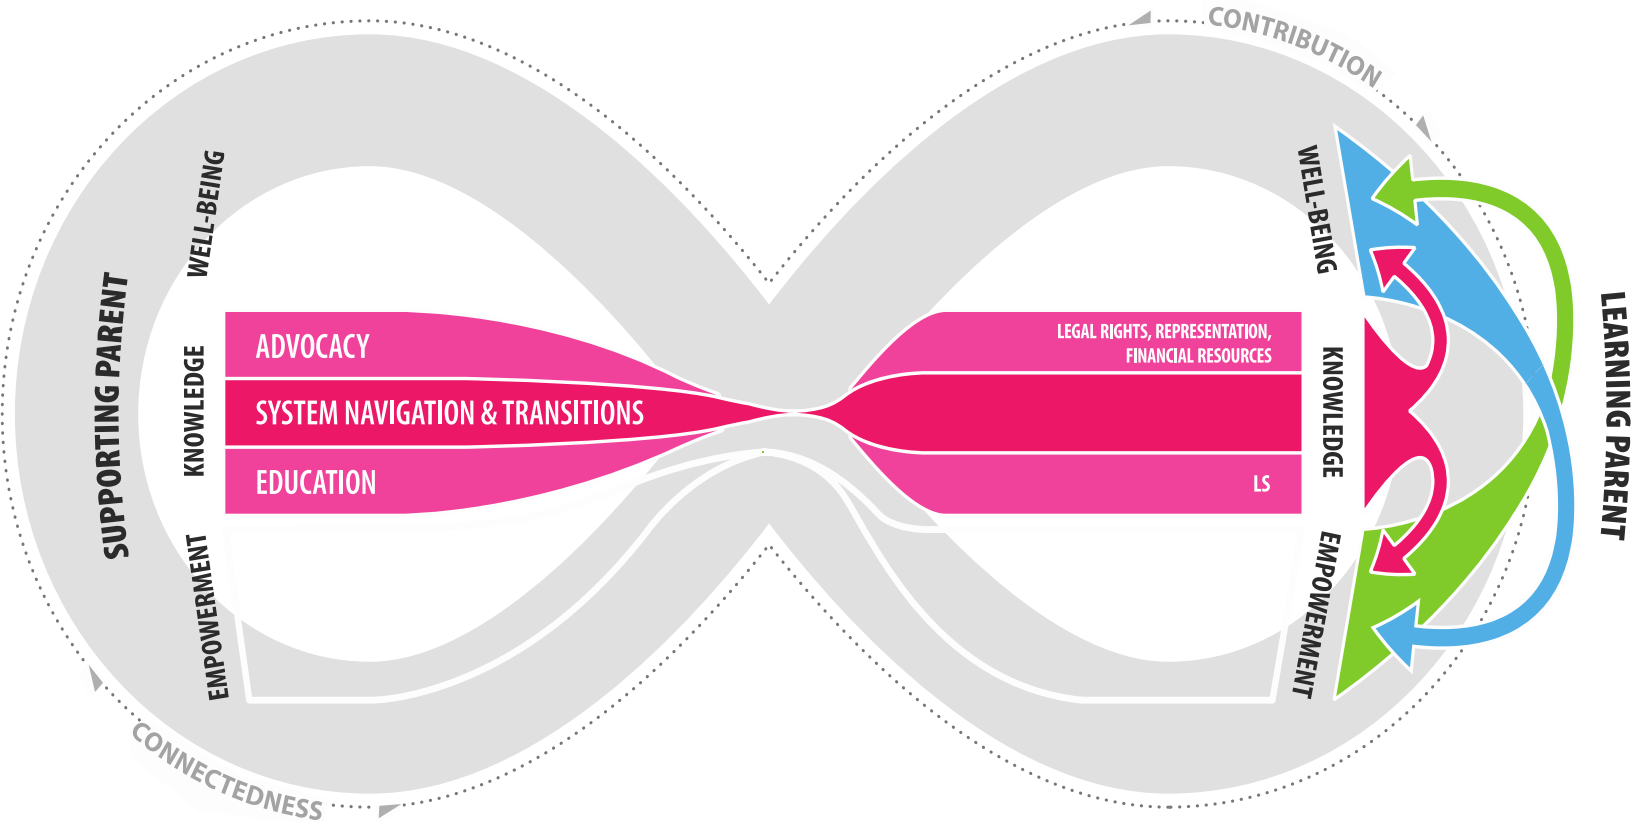 CONTRIBUTION
WELL-BEING
WELL-BEING
SUPPORTING PARENT
KNOWLEDGE
ADVOCACY
SYSTEM NAVIGATION & TRANSITIONS
EDUCATION
LEGAL RIGHTS, REPRESENTATION,
FINANCIAL RESOURCES
LS
KNOWLEDGE
LEARNING PARENT
EMPOWERMENT
EMPOWERMENT
CONNECTEDNESS